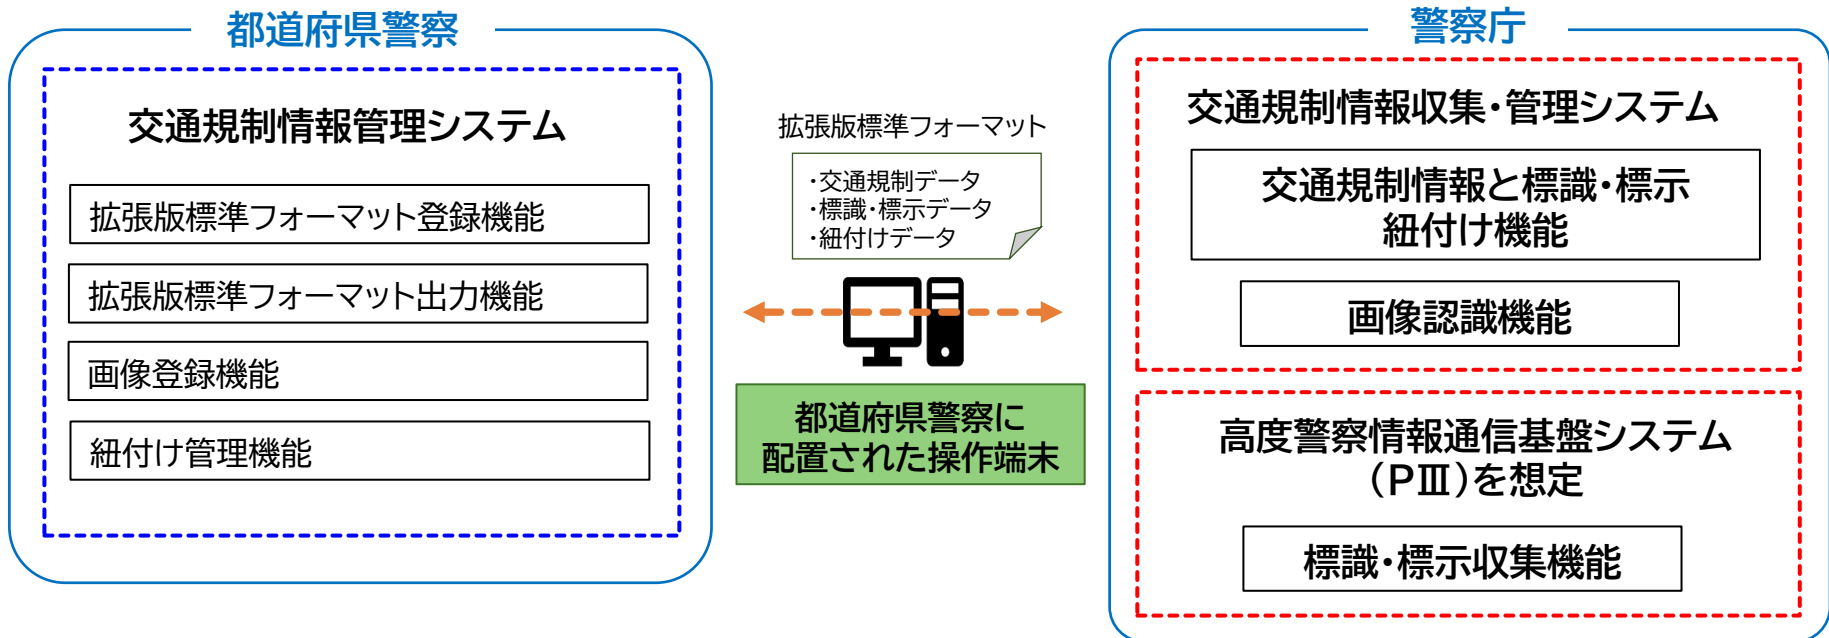 都道府県警察
交通規制情報管理システム
拡張版標準フォーマット登録機能
拡張版標準フォーマット出力機能
画像登録機能
紐付け管理機能
拡張版標準フォーマット
・交通規制データ
・標識・標示データ
・紐付けデータ
都道府県警察に
配置された操作端末
警察庁
交通規制情報収集・管理システム
交通規制情報と標識・標示
紐付け機能
画像認識機能
高度警察情報通信基盤システム
（PⅢ）を想定
標識・標示収集機能